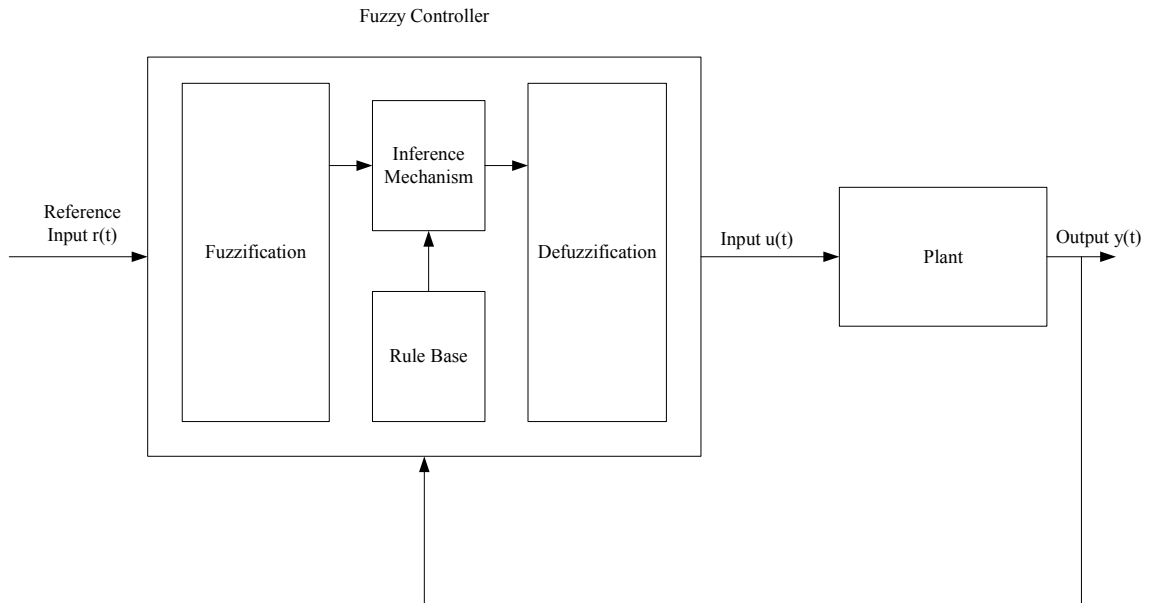 Fuzzy Controller
Reference
Input r(t)
Fuzzification
Inference
Mechanism
Rule Base
Defuzzification
Input u(t)
Plant
Output y(t)